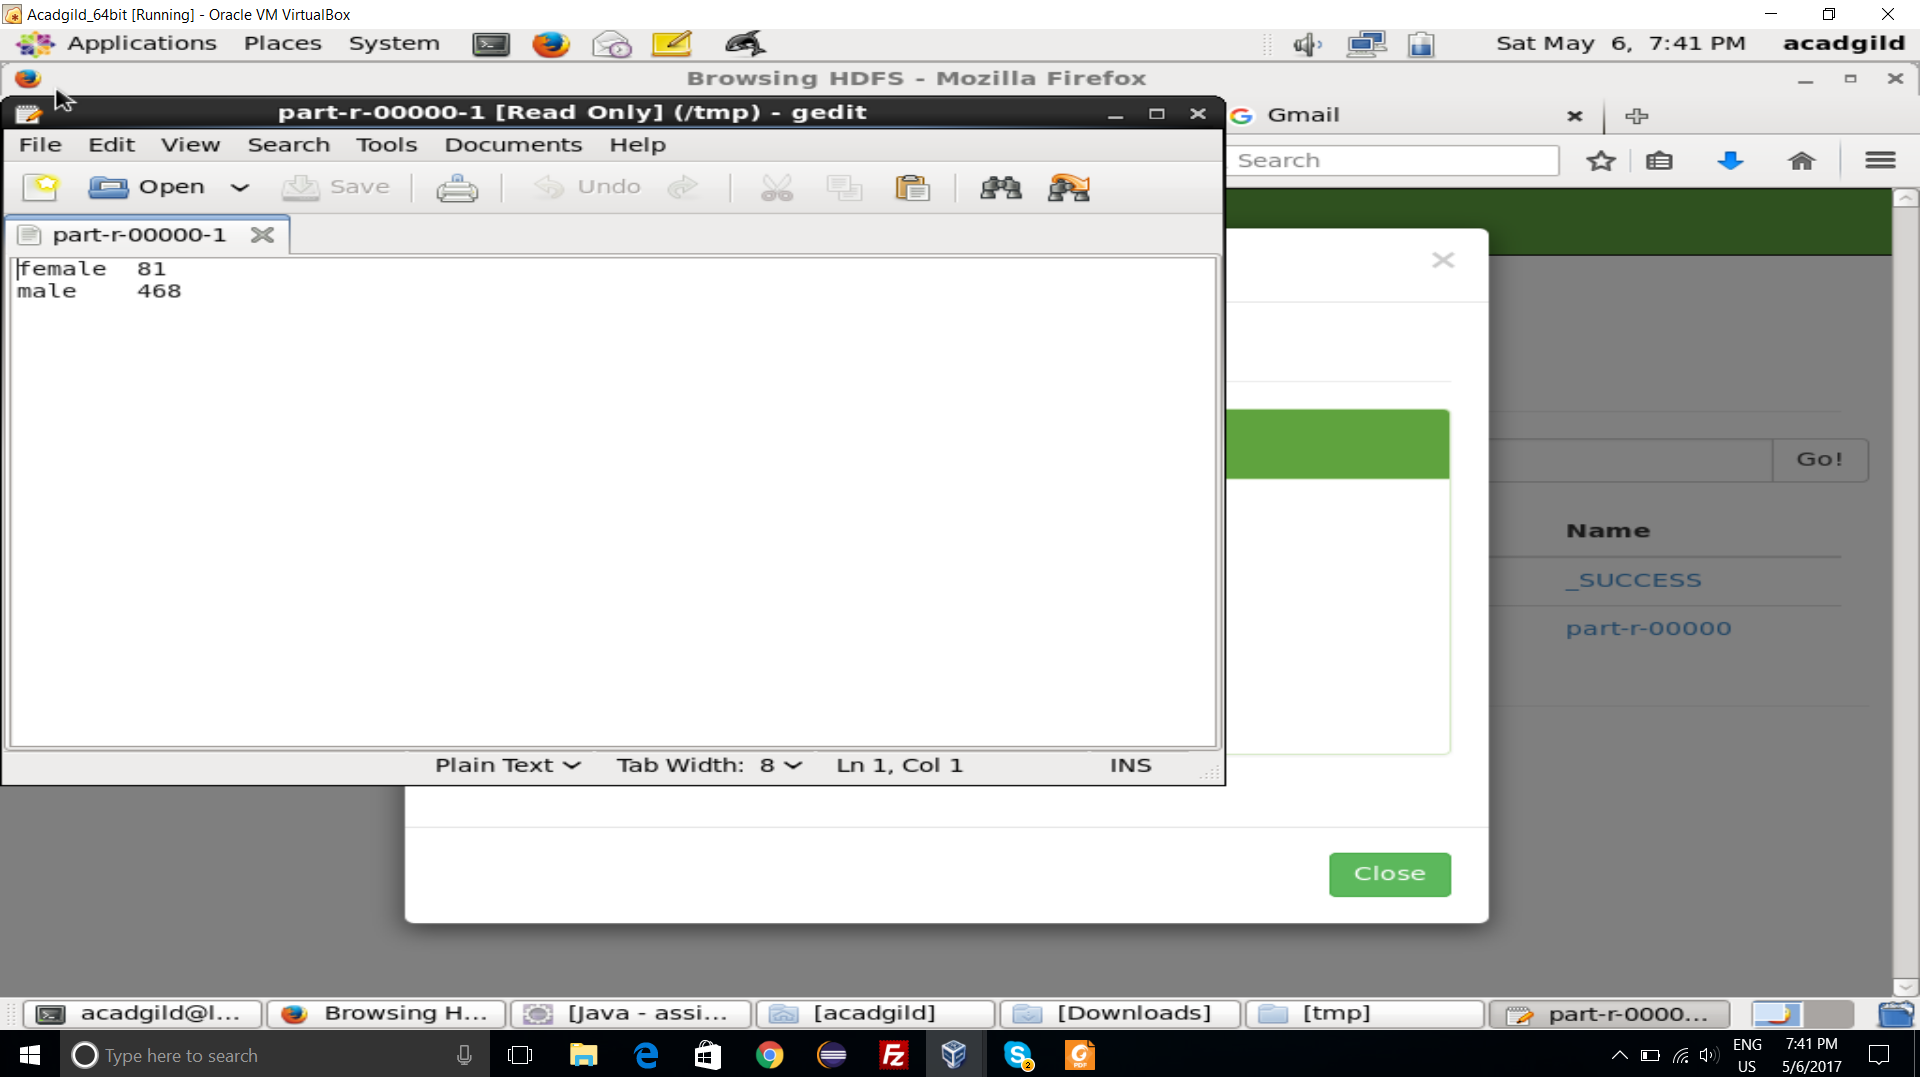 Acadgild_64bit [Running] - Oracle VM VirtualBox
Applications Places System Sat May 6, 7:41 PM acadgild
Browsing HDFS - Mozilla Firefox
part-r-00000-1 [Read Only] (/tmp) - gedit
Gmail
File Edit View Search Tools Documents Help
Search
Open Save Undo
part-r-00000-1
female 81
male 468
Go!
Name
_SUCCESS
part-r-00000
Plain Text Tab Width: 8 Ln 1, Col 1 INS
Close
acadgild@l... Browsing H... [Java - assi... [acadgild] [Downloads] [tmp] part-r-0000...
Type here to search
2
PDF
ENG
US
7:41 PM
5/6/2017